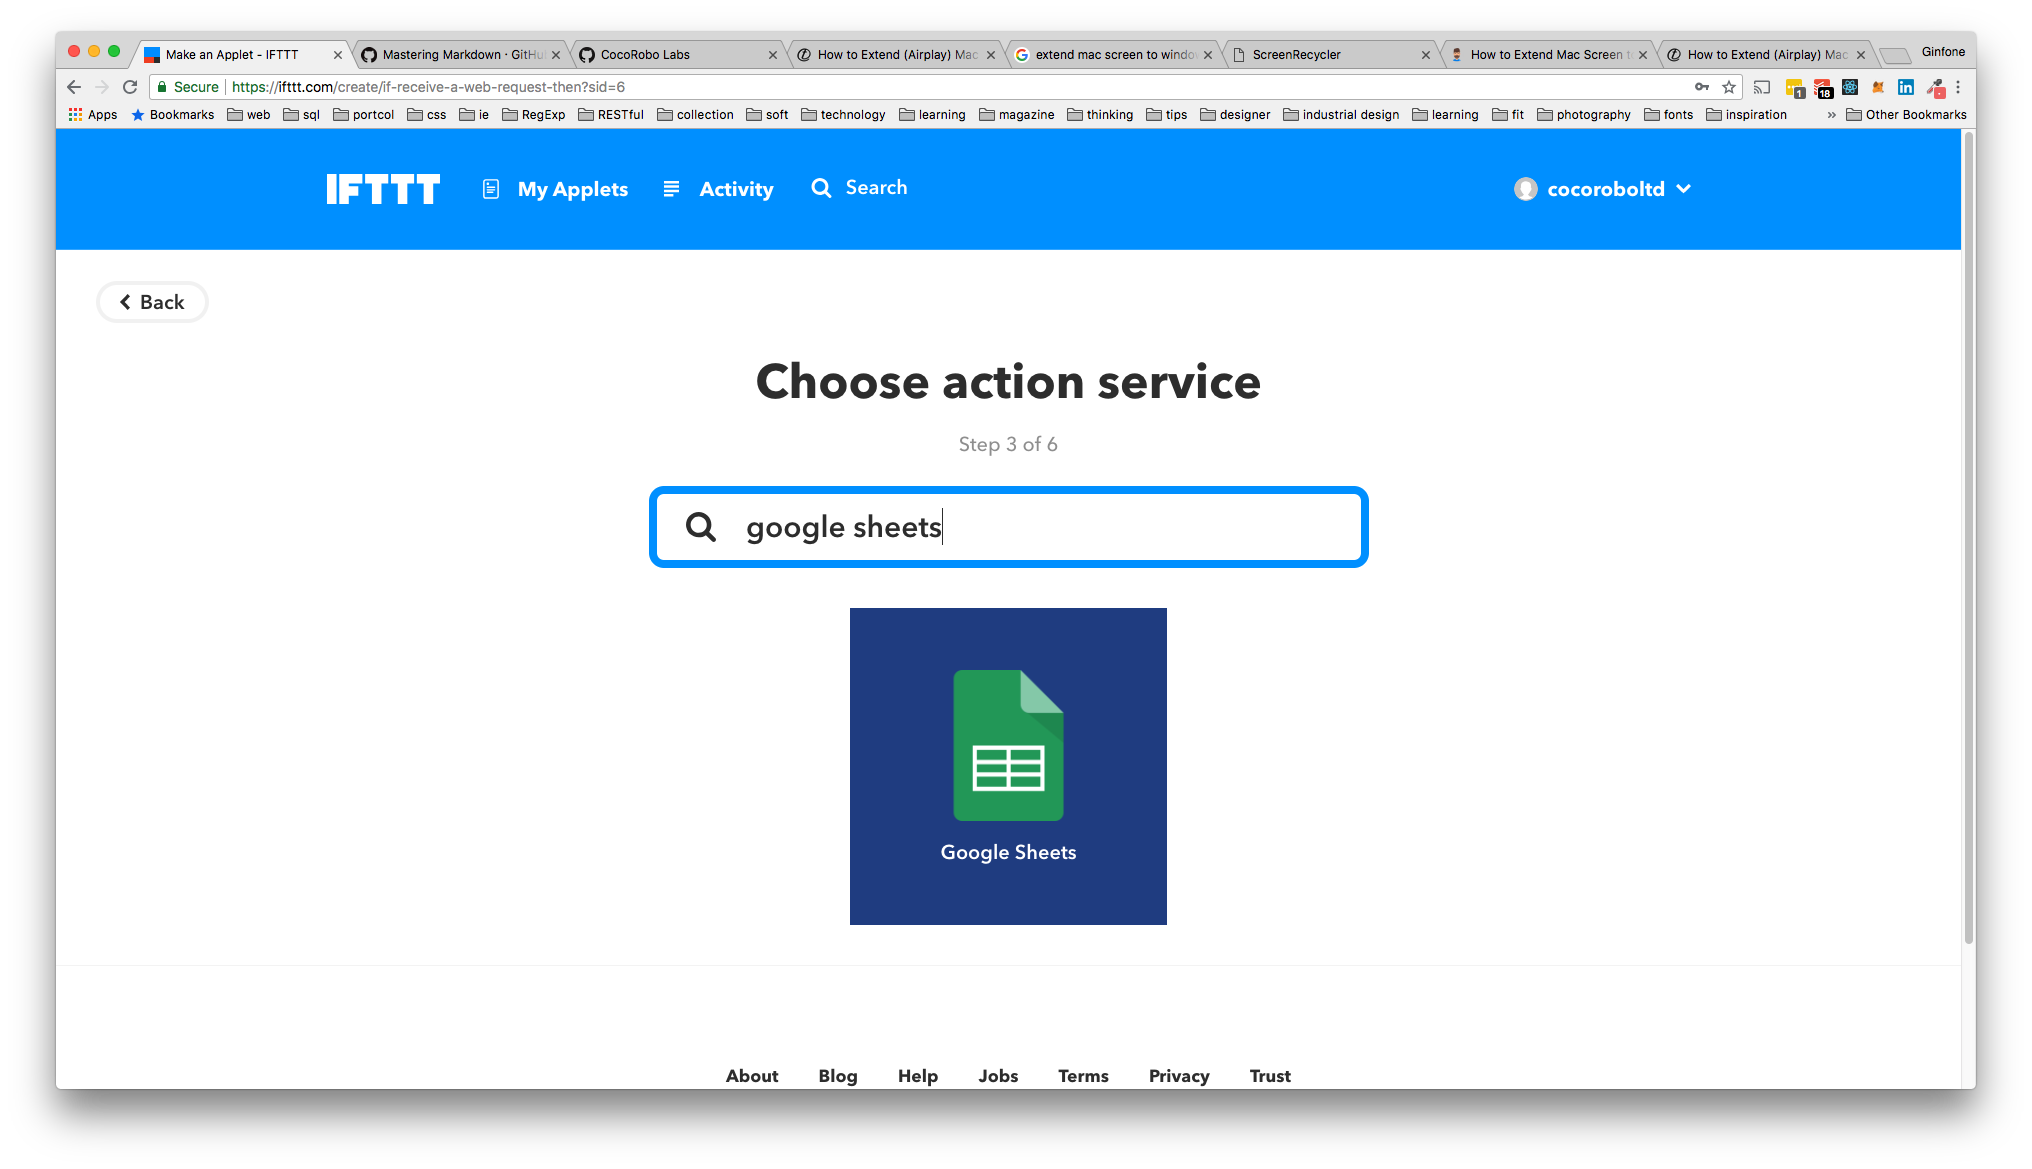 Make an Applet - IFTTT
Mastering Markdown · GitHu
CocoRobo Labs
How to Extend (Airplay) Mac
extend mac screen to windo
ScreenRecycler
How to Extend Mac Screen t
How to Extend (Airplay) Mac
Ginfone
Secure
https://ifttt.com/create/if-receive-a-web-request-then?sid=6
1
18
Apps Bookmarks web sql portcol css ie RegExp RESTful collection soft technology learning magazine thinking tips designer industrial design learning fit photography fonts inspiration » Other Bookmarks
IFTTT My Applets Activity Search cocoroboltd
Back
Choose action service
Step 3 of 6
google sheets
Google Sheets
About Blog Help Jobs Terms Privacy Trust